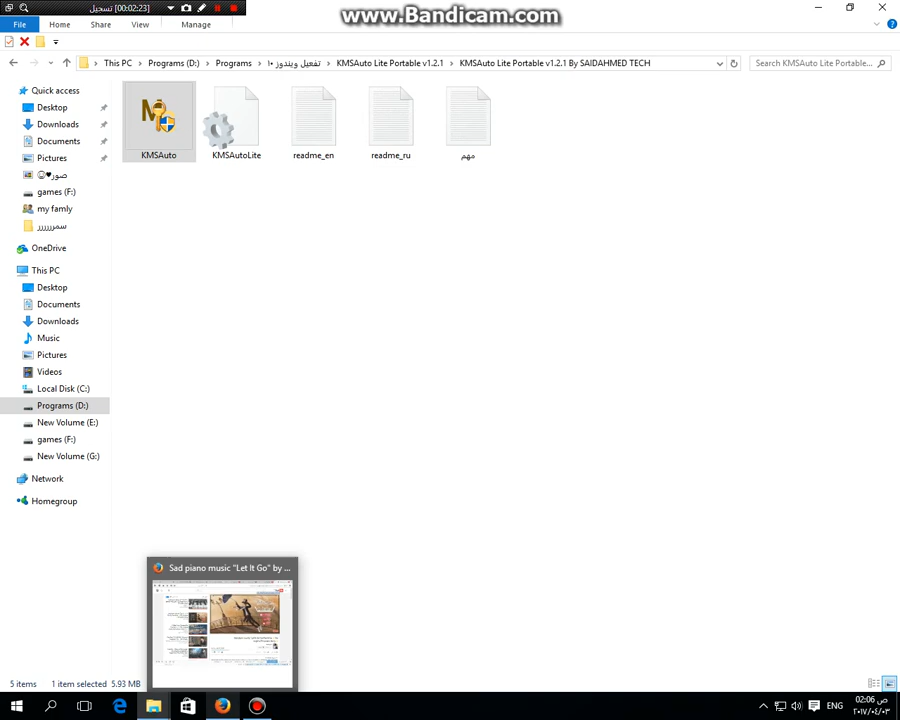 تسجيل [00:02:23]
www.Bandicam.com
File Home Share View Manage
This PC Programs (D:) Programs تفعيل ويندوز ١٠ KMSAuto Lite Portable v1.2.1 KMSAuto Lite Portable v1.2.1 By SAIDAHMED TECH
Search KMSAuto Lite Portable...
Quick access
Desktop
Downloads
Documents
Pictures
صور♥☺
games (F:)
my famly
سمررررررر
OneDrive
This PC
Desktop
Documents
Downloads
Music
Pictures
Videos
Local Disk (C:)
Programs (D:)
New Volume (E:)
games (F:)
New Volume (G:)
Network
Homegroup
KMSAuto
KMSAutoLite
readme_en
readme_ru
مهم
Sad piano music "Let It Go" by ...
5 items 1 item selected 5.93 MB
ENG
02:06 ص
٢٠١٧/٠٤/٠٣